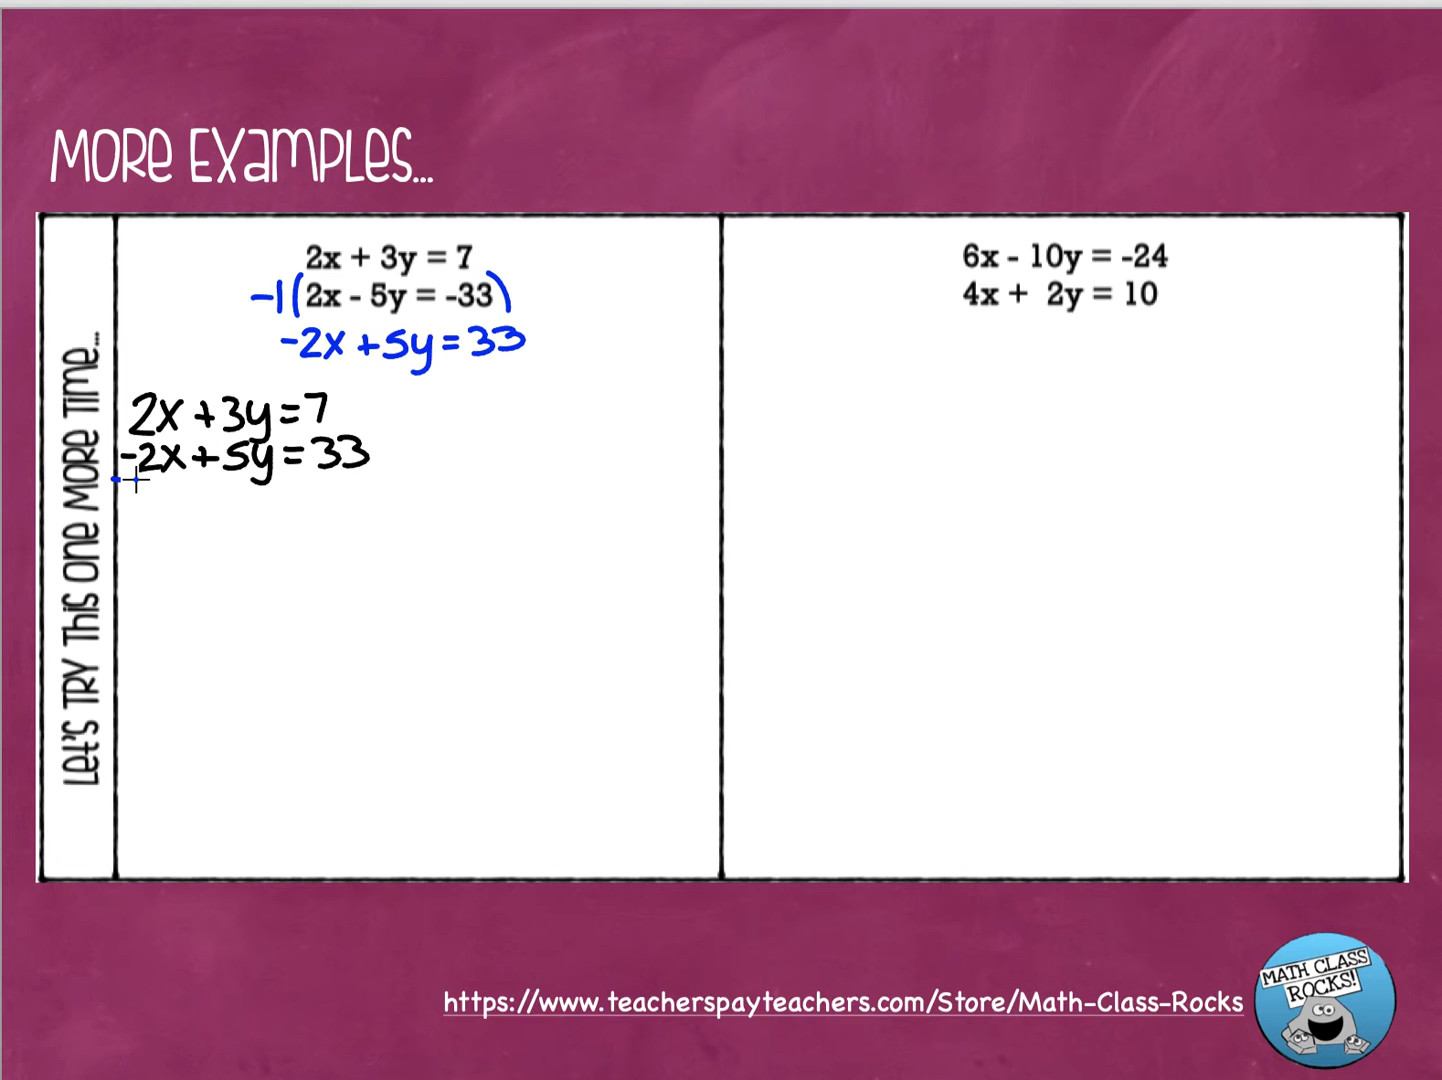 More Examples...
Let's Try This One More Time...
2x + 3y = 7
-1(2x - 5y = -33)
-2x + 5y = 33
2x + 3y = 7
-2x + 5y = 33
6x - 10y = -24
4x + 2y = 10
https://www.teacherspayteachers.com/Store/Math-Class-Rocks
MATH CLASS
ROCKS!